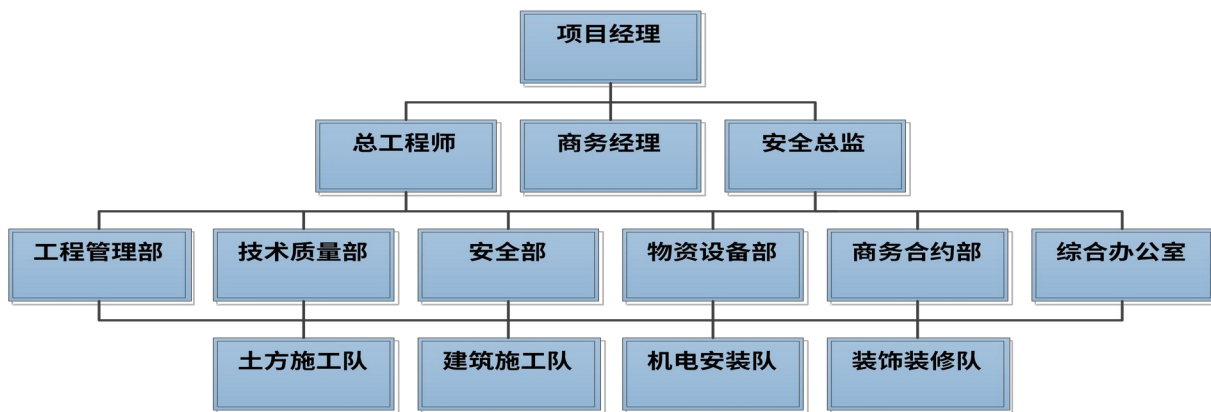 项目经理
总工程师
商务经理
安全总监
工程管理部
技术质量部
安全部
物资设备部
商务合约部
综合办公室
土方施工队
建筑施工队
机电安装队
装饰装修队